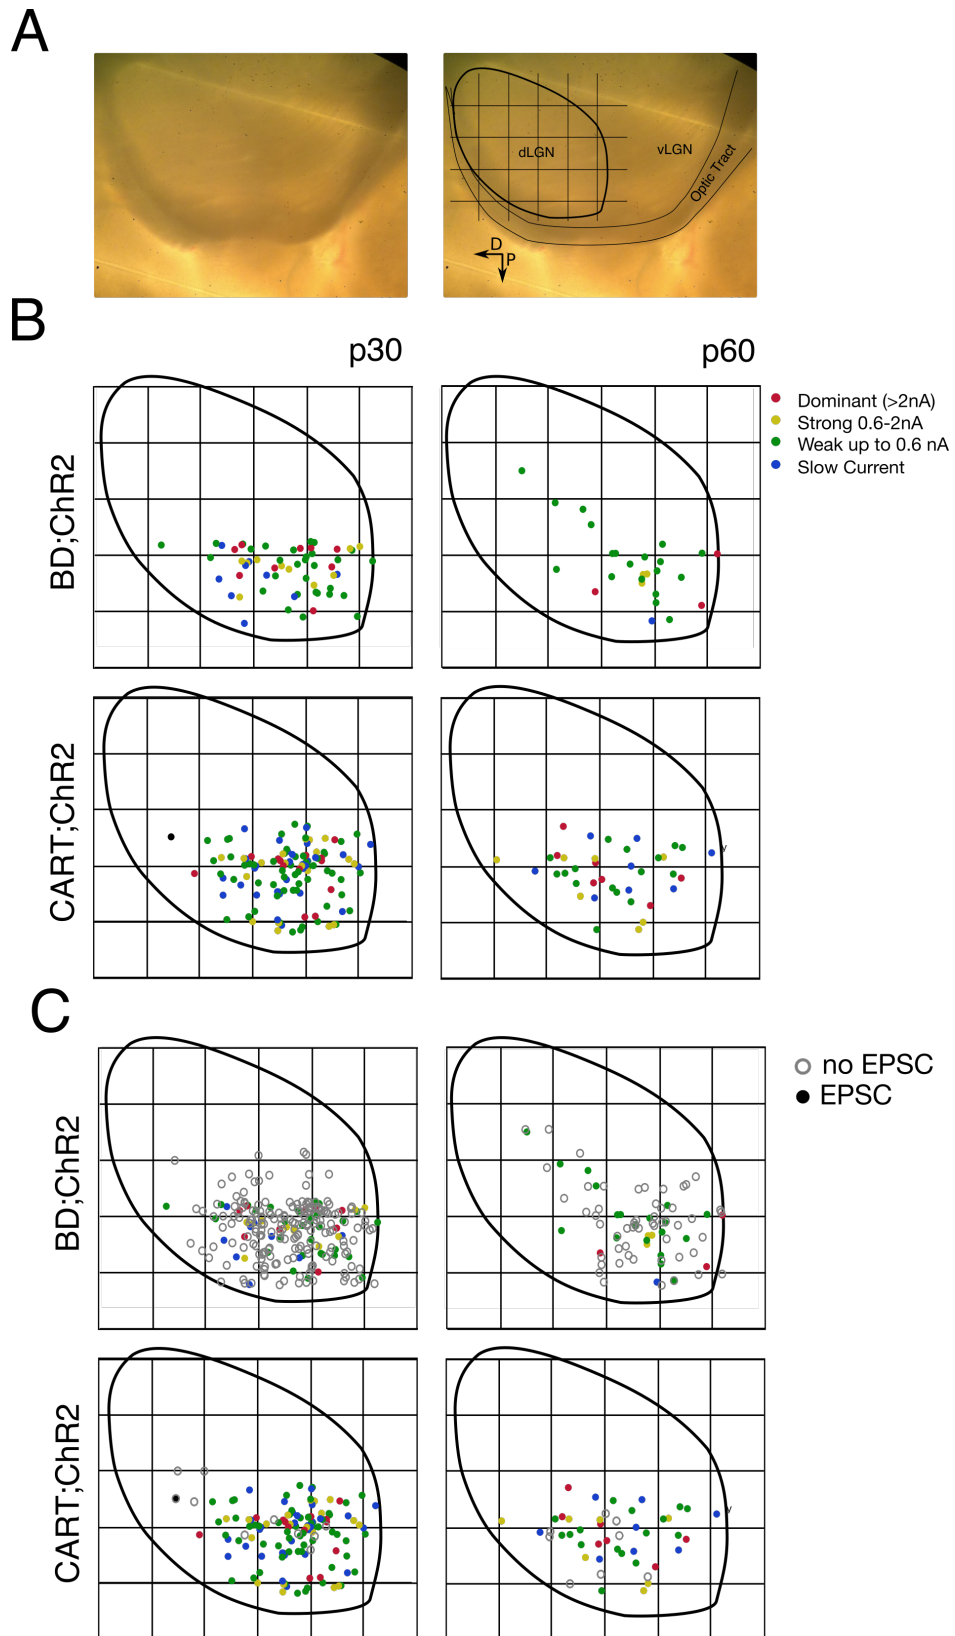 A
dLGN
vLGN
Optic Tract
D
P
B
p30
p60
Dominant (>2nA)
Strong 0.6-2nA
Weak up to 0.6 nA
Slow Current
BD;ChR2
CART;ChR2
y
C
no EPSC
EPSC
BD;ChR2
CART;ChR2
y